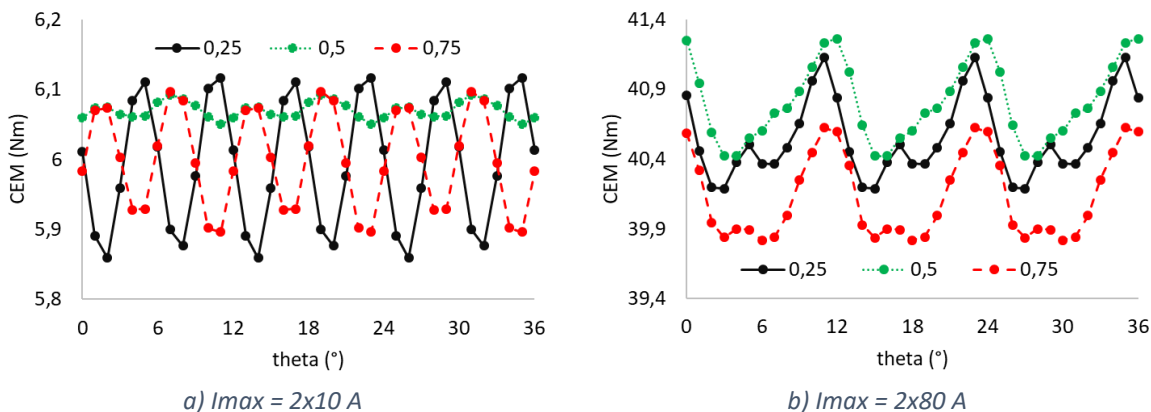 6,2
0,25 0,5 0,75
6,1
6
5,9
5,8
CEM (Nm)
0 6 12 18 24 30 36
theta (°)
a) Imax = 2x10 A
41,4
40,9
40,4
39,9
39,4
CEM (Nm)
0,25 0,5 0,75
0 6 12 18 24 30 36
theta (°)
b) Imax = 2x80 A